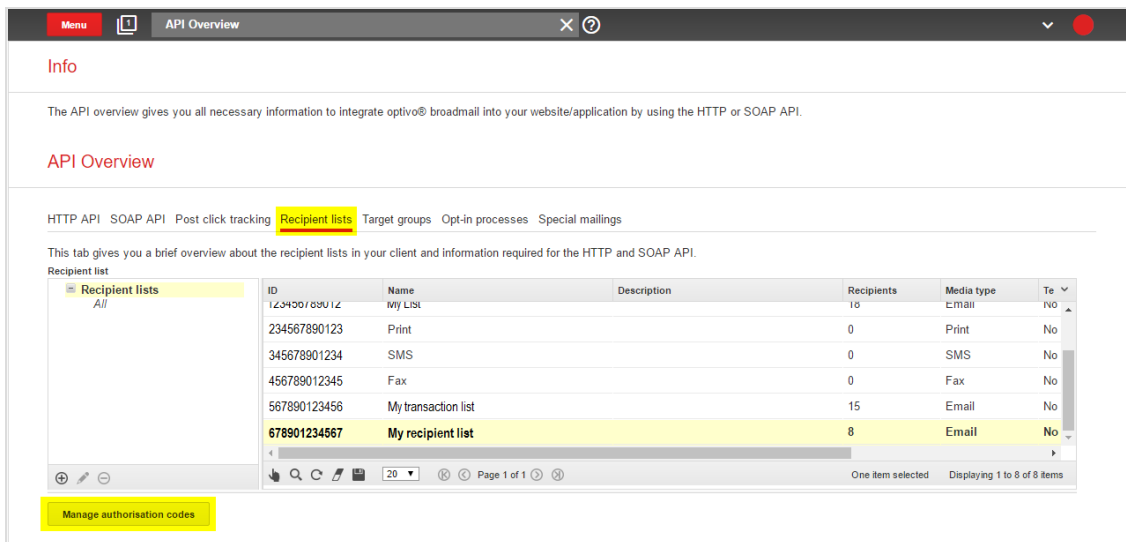 Menu 1 API Overview
Info
The API overview gives you all necessary information to integrate optivo® broadmail into your website/application by using the HTTP or SOAP API.
API Overview
HTTP API SOAP API Post click tracking Recipient lists Target groups Opt-in processes Special mailings
This tab gives you a brief overview about the recipient lists in your client and information required for the HTTP and SOAP API.
Recipient list
Recipient lists
All
ID Name Description Recipients Media type Te
123456789012 My List 18 Email No
234567890123 Print 0 Print No
345678901234 SMS 0 SMS No
456789012345 Fax 0 Fax No
567890123456 My transaction list 15 Email No
678901234567 My recipient list 8 Email No
20 Page 1 of 1 One item selected Displaying 1 to 8 of 8 items
Manage authorisation codes